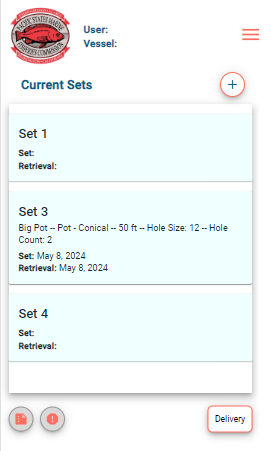 PACIFIC STATES MARINE
FISHERIES COMMISSION
User:
Vessel:
Current Sets
+
Set 1
Set:
Retrieval:
Set 3
Big Pot -- Pot - Conical -- 50 ft -- Hole Size: 12 -- Hole
Count: 2
Set: May 8, 2024
Retrieval: May 8, 2024
Set 4
Set:
Retrieval:
Delivery